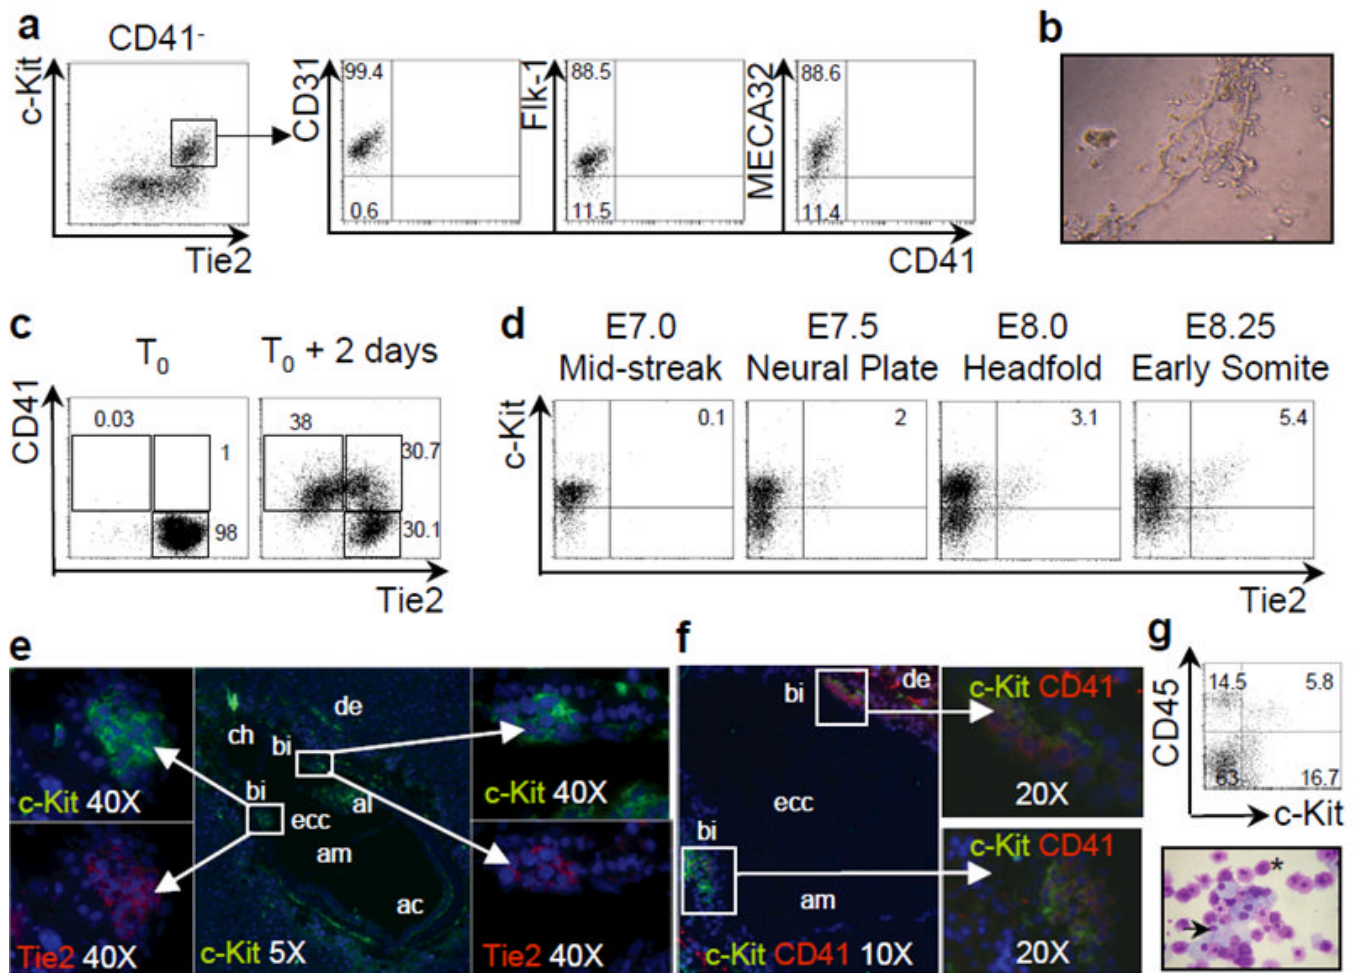 a
CD41-
c-Kit
Tie2
CD31
99.4
0.6
Flk-1
88.5
11.5
MECA32
88.6
11.4
CD41
b
c
T0
T0 + 2 days
CD41
0.03
1
98
38
30.7
30.1
Tie2
d
E7.0
Mid-streak
E7.5
Neural Plate
E8.0
Headfold
E8.25
Early Somite
c-Kit
0.1
2
3.1
5.4
Tie2
e
c-Kit 40X
Tie2 40X
de
ch
bi
bi
al
ecc
am
ac
c-Kit 5X
c-Kit 40X
Tie2 40X
f
bi
de
ecc
bi
am
c-Kit CD41 10X
c-Kit CD41
20X
c-Kit CD41
20X
g
CD45
14.5
5.8
63
16.7
c-Kit
*